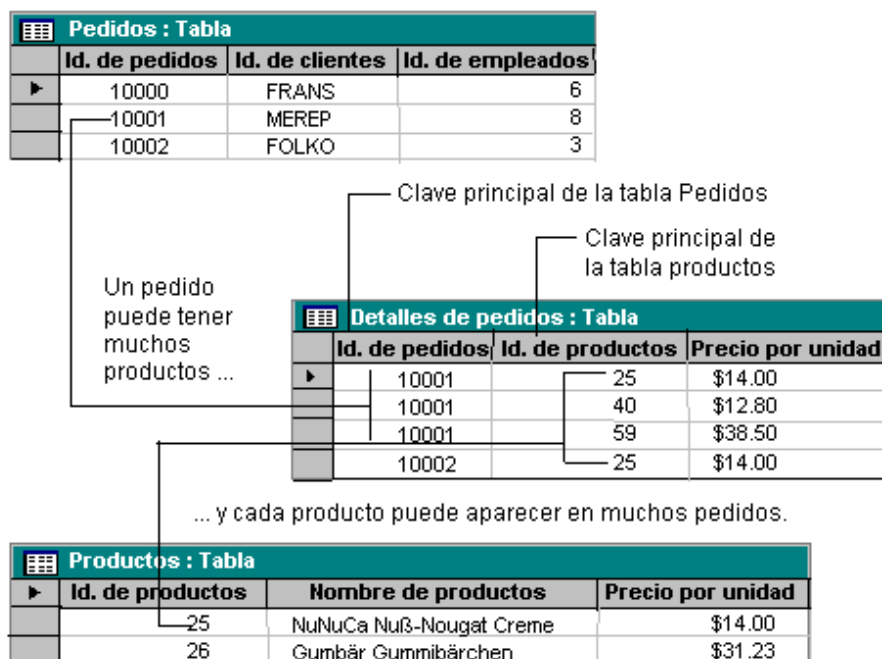 Pedidos : Tabla
Id. de pedidos Id. de clientes Id. de empleados
10000 FRANS 6
10001 MEREP 8
10002 FOLKO 3
Clave principal de la tabla Pedidos
Clave principal de
la tabla productos
Un pedido
puede tener
muchos
productos ...
Detalles de pedidos : Tabla
Id. de pedidos Id. de productos Precio por unidad
10001 25 $14.00
10001 40 $12.80
10001 59 $38.50
10002 25 $14.00
... y cada producto puede aparecer en muchos pedidos.
Productos : Tabla
Id. de productos Nombre de productos Precio por unidad
25 NuNuCa Nuß-Nougat Creme $14.00
26 Gumbär Gummibärchen $31.23